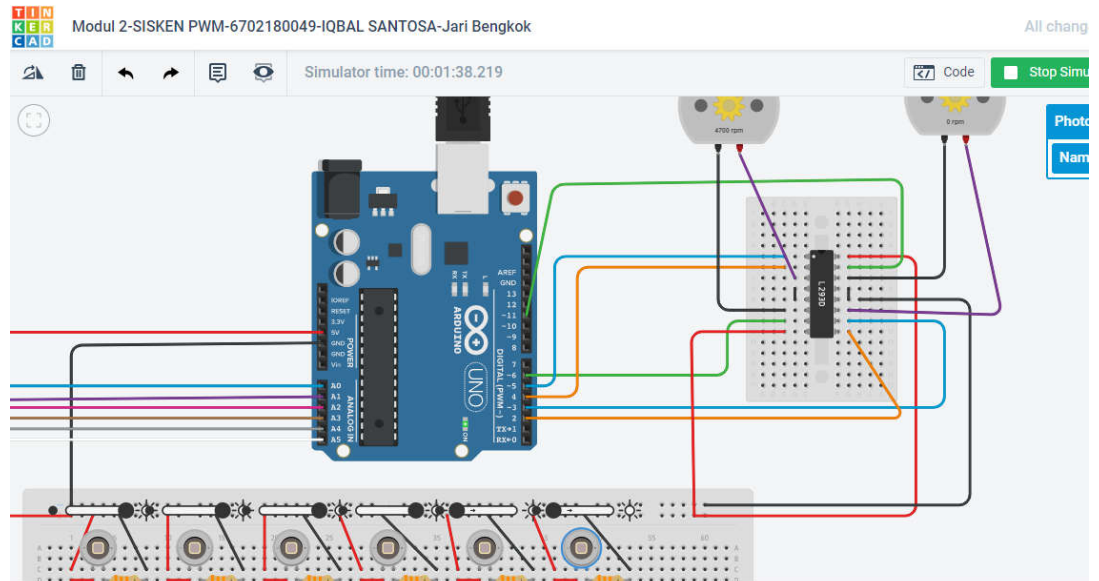 TIN
KER
CAD
Modul 2-SISKEN PWM-6702180049-IQBAL SANTOSA-Jari Bengkok
All chang
Simulator time: 00:01:38.219
Code
Stop Simu
Photo
Nam
4700 rpm
0 rpm
L293D
AREF
GND
13
12
~11
~10
~9
8
7
~6
~5
4
~3
2
TX→1
RX←0
DIGITAL (PWM~)
RX
TX
L
ARDUINO
UNO
ON
IOREF
RESET
3.3V
5V
GND
GND
Vin
POWER
A0
A1
A2
A3
A4
A5
ANALOG IN